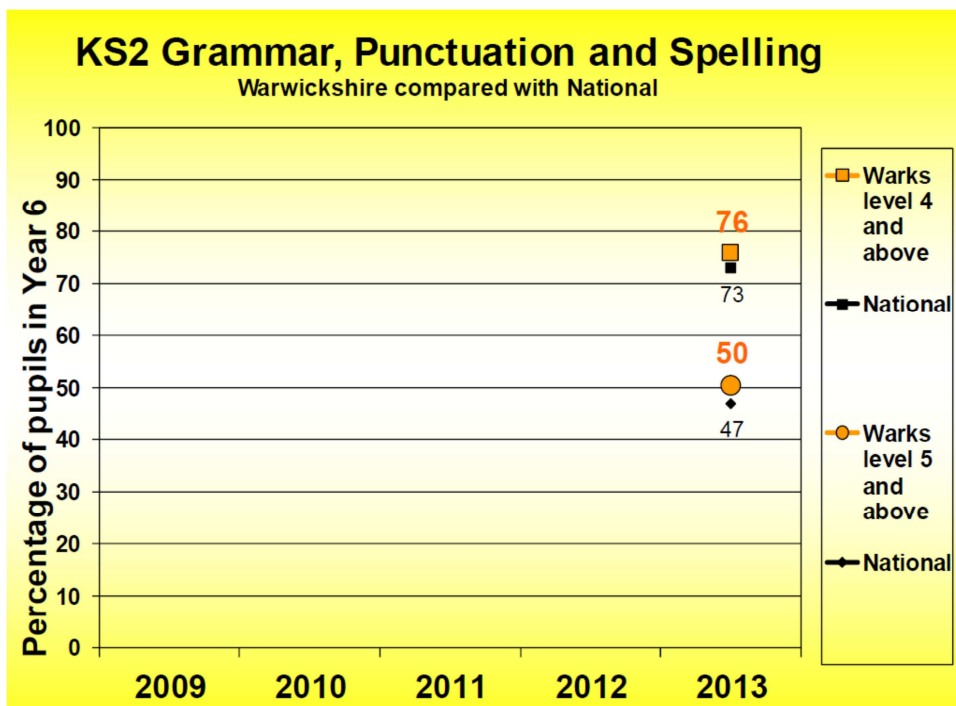 KS2 Grammar, Punctuation and Spelling
Warwickshire compared with National
Percentage of pupils in Year 6
100
90
80
70
60
50
40
30
20
10
0
76
73
50
47
2009 2010 2011 2012 2013
Warks
level 4
and
above
National
Warks
level 5
and
above
National